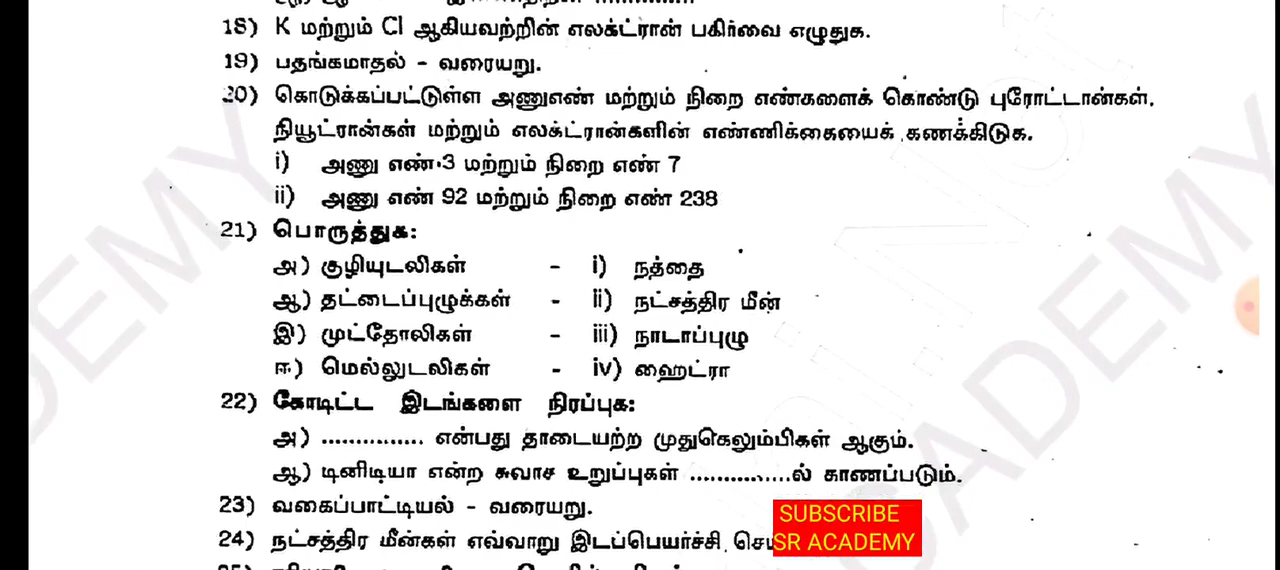 18) K மற்றும் Cl ஆகியவற்றின் எலக்ட்ரான் பகிர்வை எழுதுக.
19) பதங்கமாதல் - வரையறு.
20) கொடுக்கப்பட்டுள்ள அணுஎண் மற்றும் நிறை எண்களைக் கொண்டு புரோட்டான்கள்,
நியூட்ரான்கள் மற்றும் எலக்ட்ரான்களின் எண்ணிக்கையைக் கணக்கிடுக.
i) அணு எண் 3 மற்றும் நிறை எண் 7
ii) அணு எண் 92 மற்றும் நிறை எண் 238
21) பொருத்துக:
அ) குழியுடலிகள் - i) நத்தை
ஆ) தட்டைப்புழுக்கள் - ii) நட்சத்திர மீன்
இ) முட்தோலிகள் - iii) நாடாப்புழு
ஈ) மெல்லுடலிகள் - iv) ஹைட்ரா
22) கோடிட்ட இடங்களை நிரப்புக:
அ) ............... என்பது தாடையற்ற முதுகெலும்பிகள் ஆகும்.
ஆ) டினிடியா என்ற சுவாச உறுப்புகள் ...............ல் காணப்படும்.
23) வகைப்பாட்டியல் - வரையறு.
24) நட்சத்திர மீன்கள் எவ்வாறு இடப்பெயர்ச்சி
SUBSCRIBE
SR ACADEMY
ACADEMY